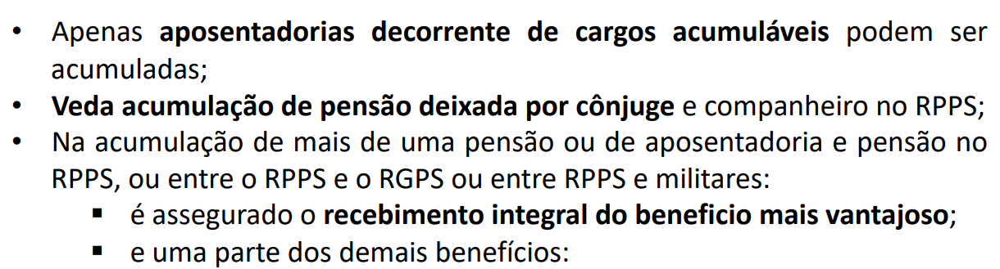 • Apenas aposentadorias decorrente de cargos acumuláveis podem ser
acumuladas;
• Veda acumulação de pensão deixada por cônjuge e companheiro no RPPS;
• Na acumulação de mais de uma pensão ou de aposentadoria e pensão no
RPPS, ou entre o RPPS e o RGPS ou entre RPPS e militares:
▪ é assegurado o recebimento integral do beneficio mais vantajoso;
▪ e uma parte dos demais benefícios: